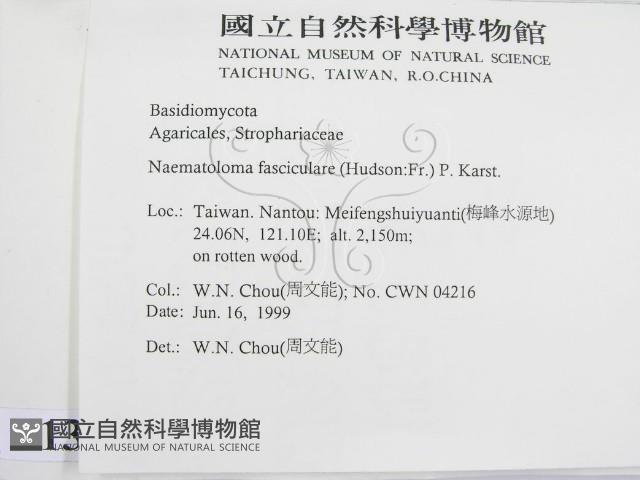 國立自然科學博物館
NATIONAL MUSEUM OF NATURAL SCIENCE
TAICHUNG, TAIWAN, R.O.CHINA
Basidiomycota
Agaricales, Strophariaceae
Naematoloma fasciculare (Hudson:Fr.) P. Karst.
Loc.: Taiwan. Nantou: Meifengshuiyuanti(梅峰水源地)
24.06N, 121.10E; alt. 2,150m;
on rotten wood.
Col.: W.N. Chou(周文能); No. CWN 04216
Date: Jun. 16, 1999
Det.: W.N. Chou(周文能)
13
國立自然科學博物館
NATIONAL MUSEUM OF NATURAL SCIENCE